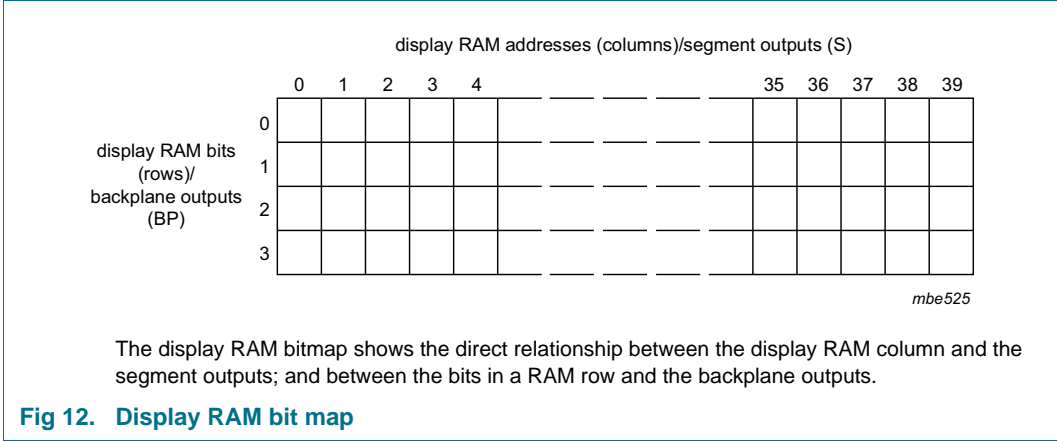 display RAM addresses (columns)/segment outputs (S)
0 1 2 3 4 35 36 37 38 39
0
display RAM bits
(rows)/
backplane outputs
(BP)
1
2
3
mbe525
The display RAM bitmap shows the direct relationship between the display RAM column and the
segment outputs; and between the bits in a RAM row and the backplane outputs.
Fig 12. Display RAM bit map